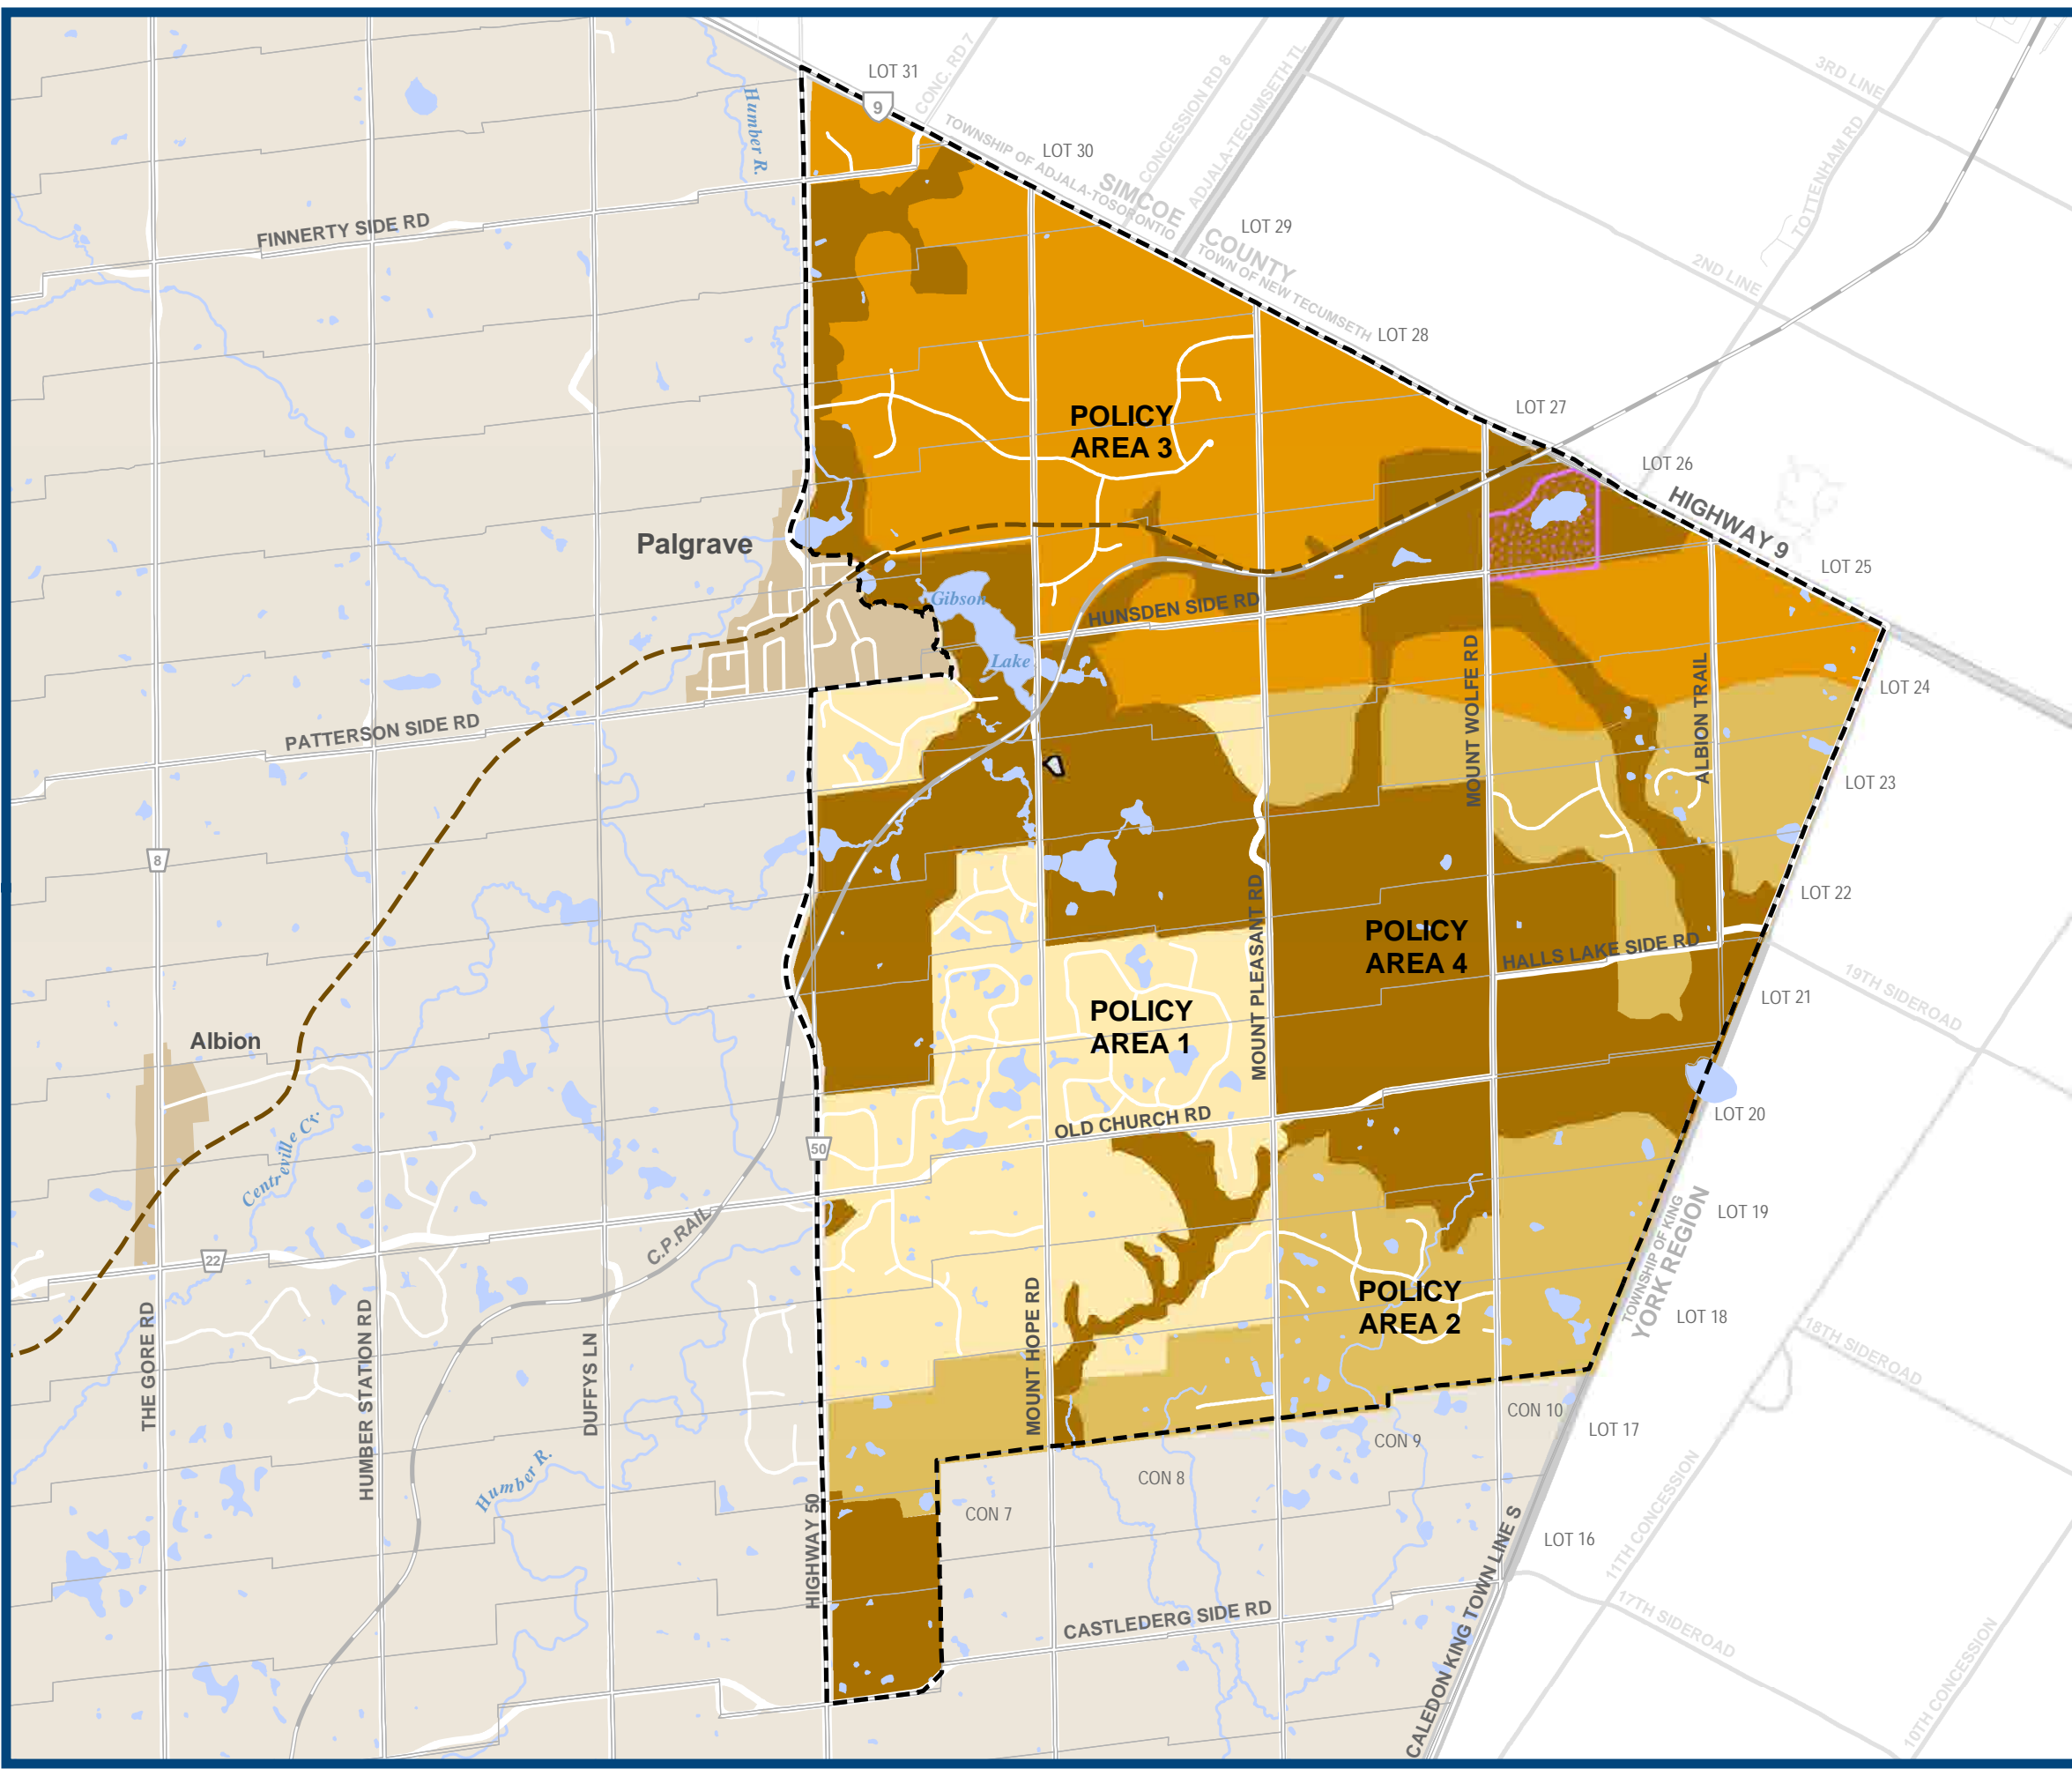 LOT 31
CONC. RD 7
9
3RD LINE
Humber R.
TOWNSHIP OF ADJALA-TOSORONTIO
CONCESSION RD 8
ADJALA-TECUMSETH TL
LOT 30
SIMCOE
COUNTY
TOWN OF NEW TECUMSETH
TOTTENHAM RD
LOT 29
FINNERTY SIDE RD
2ND LINE
LOT 28
LOT 27
POLICY
AREA 3
LOT 26
HIGHWAY 9
Palgrave
LOT 25
Gibson
Lake
HUNSDEN SIDE RD
MOUNT WOLFE RD
ALBION TRAIL
LOT 24
PATTERSON SIDE RD
LOT 23
8
LOT 22
MOUNT PLEASANT RD
POLICY
AREA 4
HALLS LAKE SIDE RD
19TH SIDEROAD
LOT 21
POLICY
AREA 1
Albion
LOT 20
OLD CHURCH RD
Centreville Cr.
50
LOT 19
TOWNSHIP OF KING
YORK REGION
C.P.RAIL
22
POLICY
AREA 2
LOT 18
18TH SIDEROAD
THE GORE RD
HUMBER STATION RD
DUFFYS LN
MOUNT HOPE RD
CON 10
LOT 17
CON 9
CON 8
Humber R.
HIGHWAY 50
CON 7
LOT 16
11TH CONCESSION
CALEDON KING TOWN LINE S
CASTLEDERG SIDE RD
17TH SIDEROAD
10TH CONCESSION